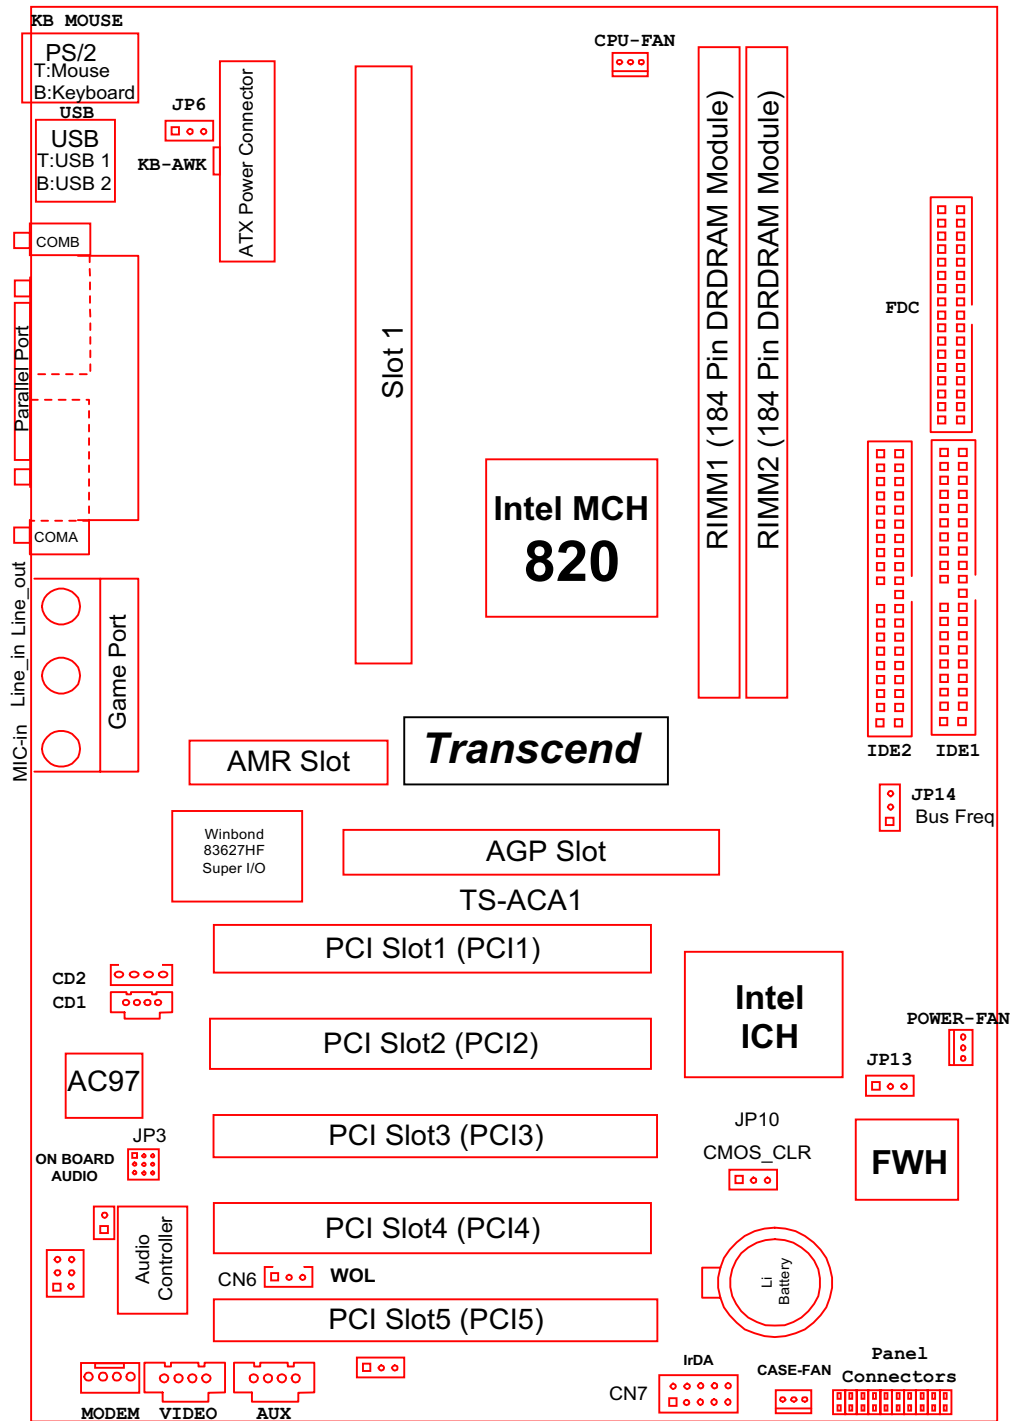 KB MOUSE
PS/2
T:Mouse
B:Keyboard
USB
USB
T:USB 1
B:USB 2
JP6
KB-AWK
ATX Power Connector
CPU-FAN
Slot 1
RIMM1 (184 Pin DRDRAM Module)
RIMM2 (184 Pin DRDRAM Module)
FDC
COMB
Parallel Port
COMA
Intel MCH
820
MIC-in Line_in Line_out
Game Port
IDE2
IDE1
AMR Slot
Transcend
JP14
Bus Freq
Winbond
83627HF
Super I/O
AGP Slot
TS-ACA1
PCI Slot1 (PCI1)
CD2
CD1
Intel
ICH
POWER-FAN
PCI Slot2 (PCI2)
JP13
AC97
JP3
ON BOARD
AUDIO
PCI Slot3 (PCI3)
JP10
CMOS_CLR
FWH
Audio
Controller
PCI Slot4 (PCI4)
CN6
WOL
Li
Battery
PCI Slot5 (PCI5)
MODEM
VIDEO
AUX
IrDA
CN7
CASE-FAN
Panel
Connectors